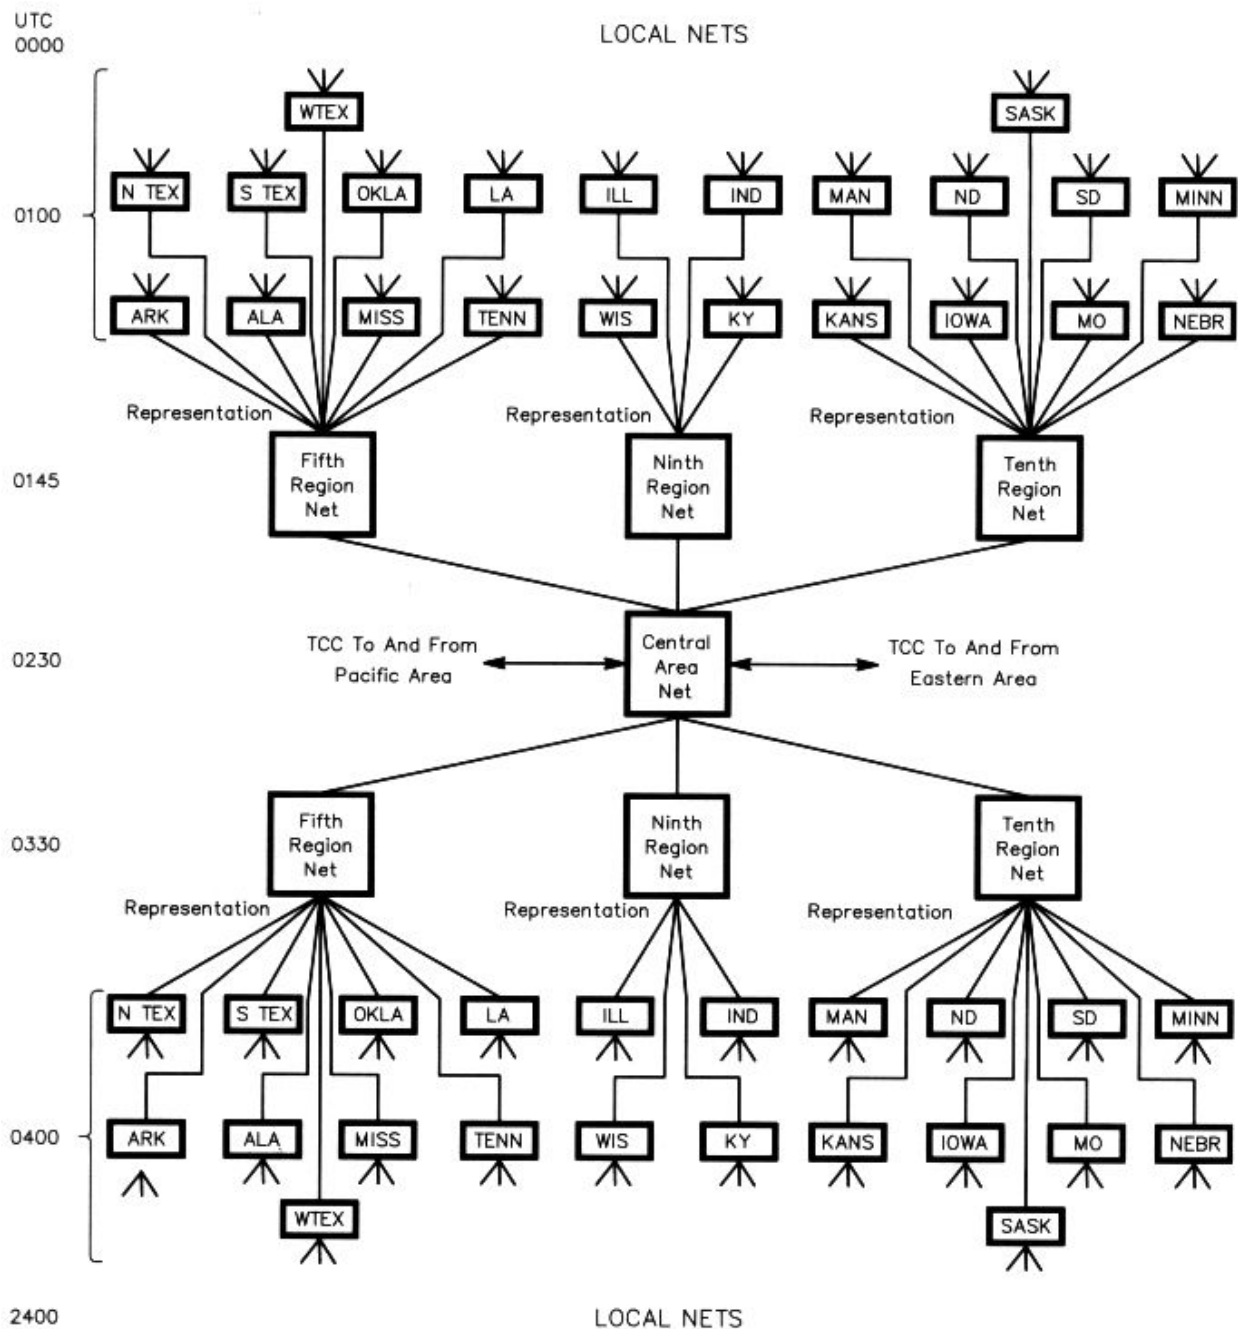 UTC
0000
LOCAL NETS
WTEX
SASK
N TEX
S TEX
OKLA
LA
ILL
IND
MAN
ND
SD
MINN
0100
ARK
ALA
MISS
TENN
WIS
KY
KANS
IOWA
MO
NEBR
Representation
Representation
Representation
0145
Fifth
Region
Net
Ninth
Region
Net
Tenth
Region
Net
0230
TCC To And From
Pacific Area
Central
Area
Net
TCC To And From
Eastern Area
0330
Fifth
Region
Net
Ninth
Region
Net
Tenth
Region
Net
Representation
Representation
Representation
N TEX
S TEX
OKLA
LA
ILL
IND
MAN
ND
SD
MINN
0400
ARK
ALA
MISS
TENN
WIS
KY
KANS
IOWA
MO
NEBR
WTEX
SASK
2400
LOCAL NETS